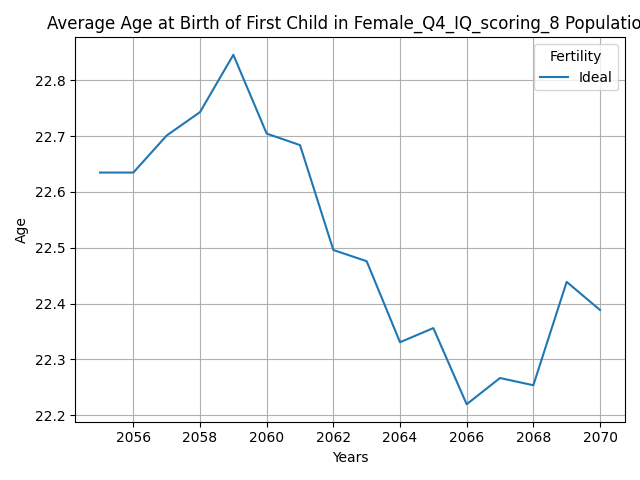 Average Age at Birth of First Child in Female_Q4_IQ_scoring_8 Populatio
Fertility
Ideal
22.8
22.7
22.6
22.5
22.4
22.3
22.2
Age
2056 2058 2060 2062 2064 2066 2068 2070
Years